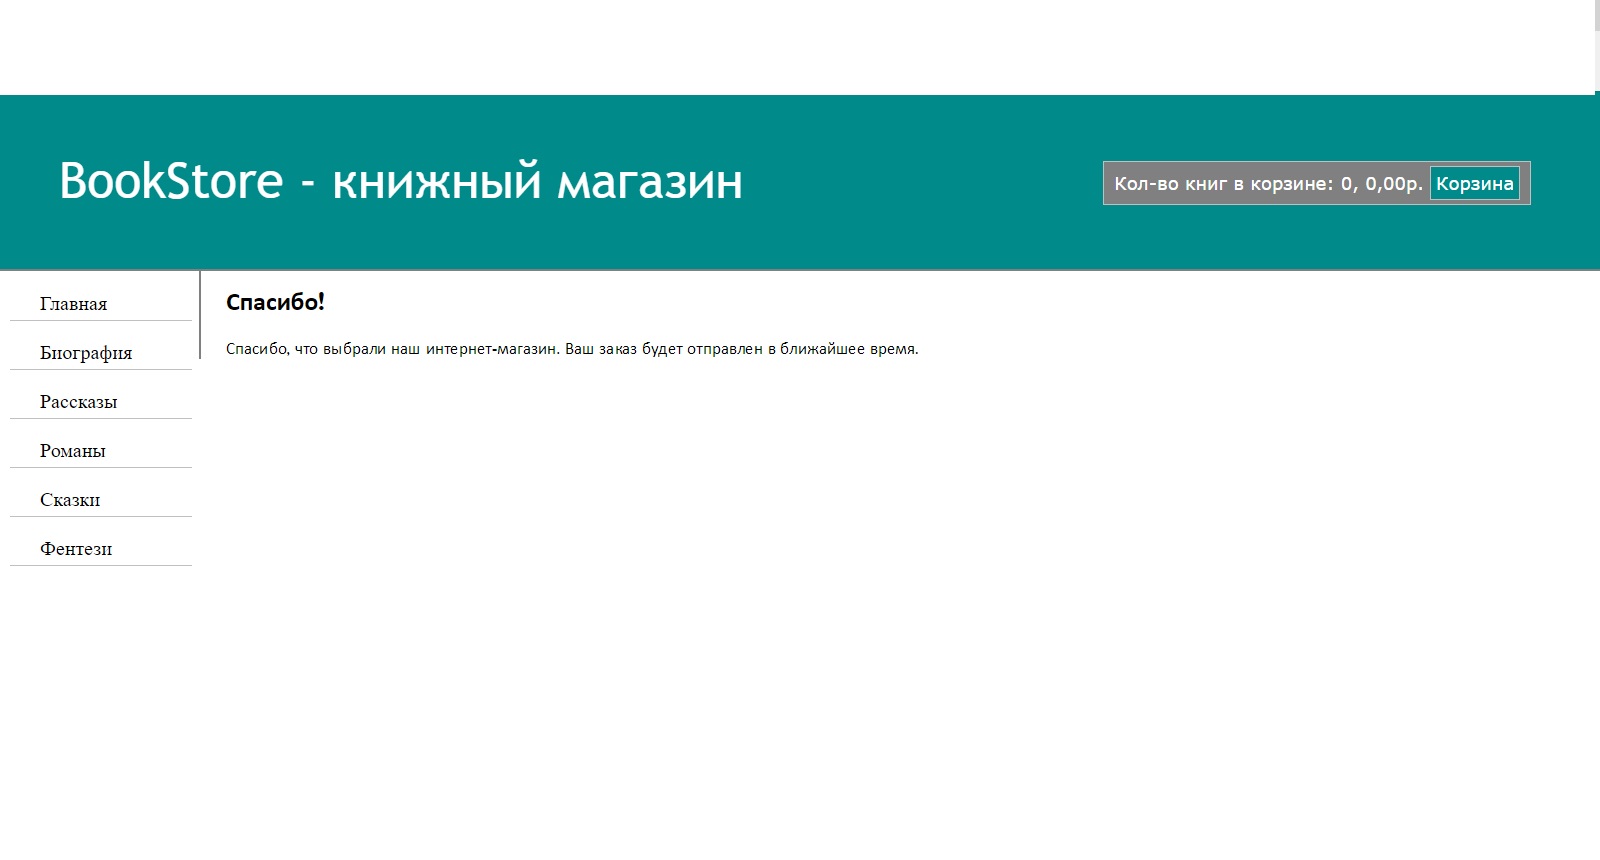 BookStore - книжный магазин
Кол-во книг в корзине: 0, 0,00р. Корзина
Главная
Биография
Рассказы
Романы
Сказки
Фентези
Спасибо!
Спасибо, что выбрали наш интернет-магазин. Ваш заказ будет отправлен в ближайшее время.